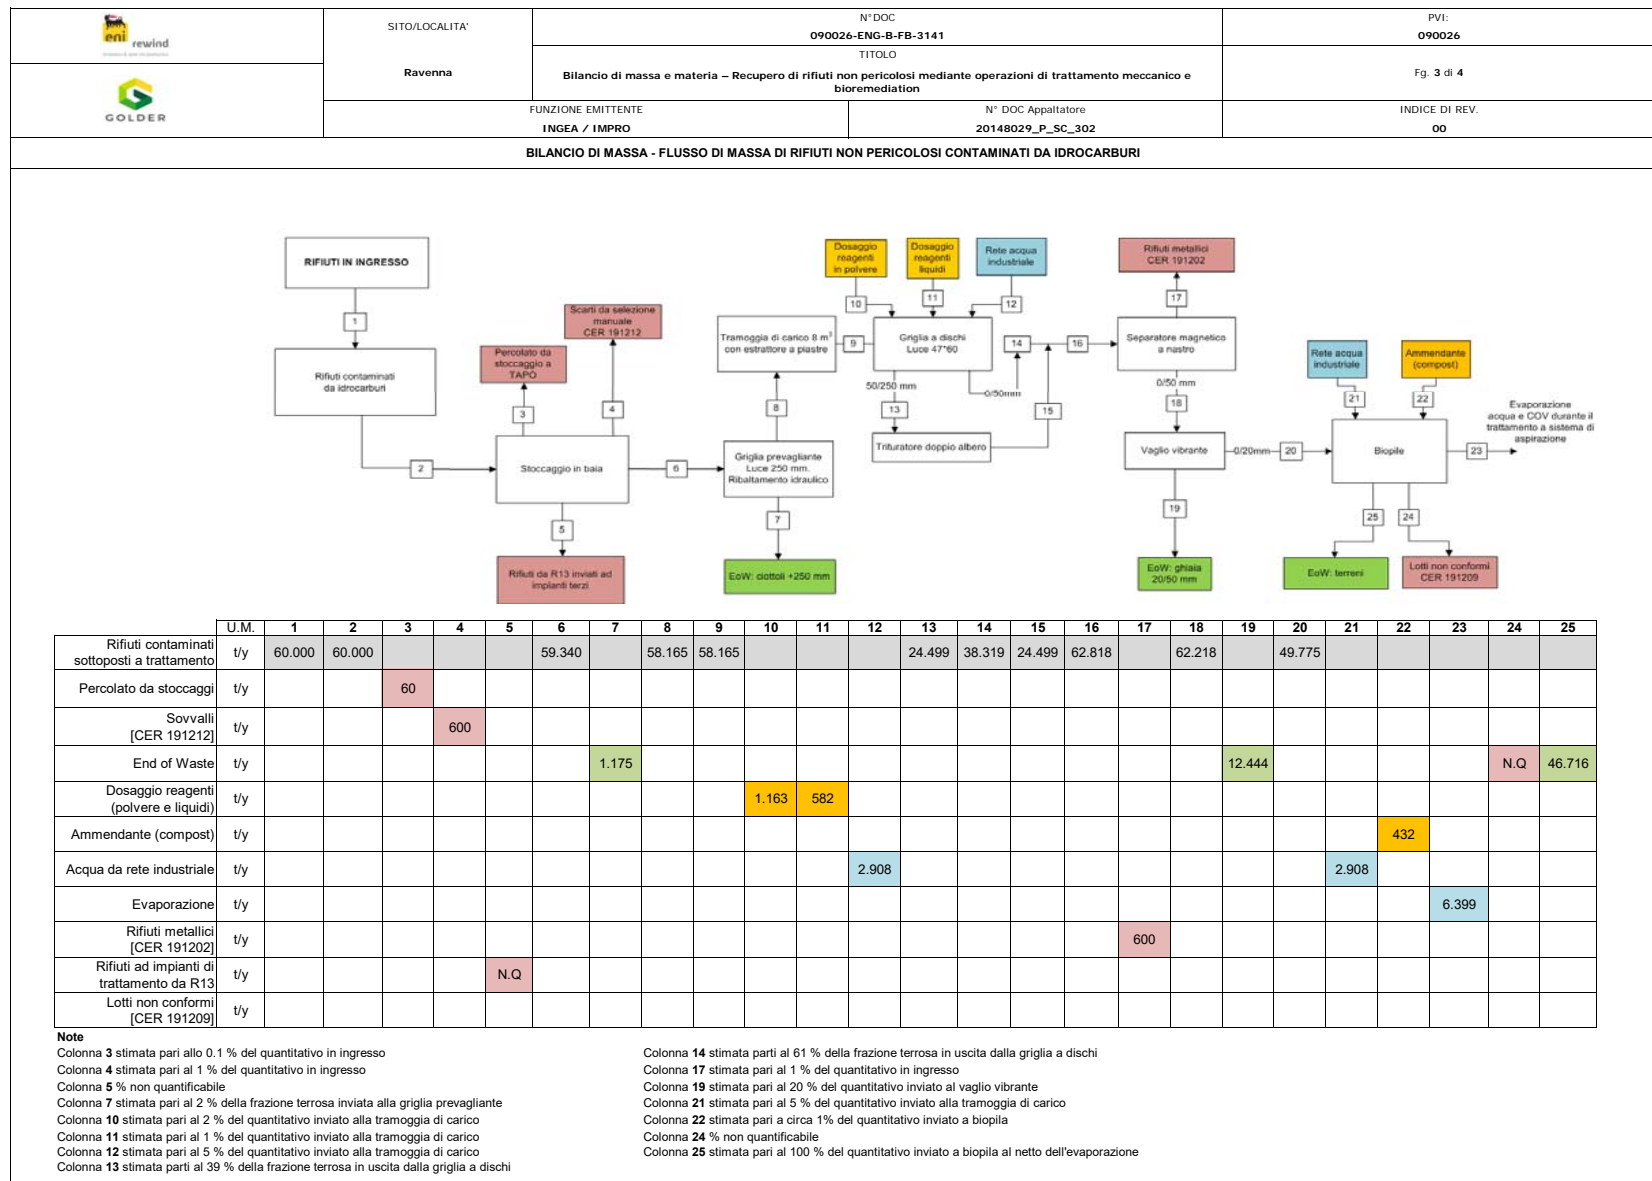 eni rewind
GOLDER
SITO/LOCALITA'
Ravenna
N°DOC
090026-ENG-B-FB-3141
PVI:
090026
TITOLO
Bilancio di massa e materia – Recupero di rifiuti non pericolosi mediante operazioni di trattamento meccanico e
bioremediation
Fg. 3 di 4
FUNZIONE EMITTENTE
INGEA / IMPRO
N° DOC Appaltatore
20148029_P_SC_302
INDICE DI REV.
00
BILANCIO DI MASSA - FLUSSO DI MASSA DI RIFIUTI NON PERICOLOSI CONTAMINATI DA IDROCARBURI
RIFIUTI IN INGRESSO
1
Rifiuti contaminati
da idrocarburi
2
Percolato da
stoccaggio a
TAPO
3
Scarti da selezione
manuale
CER 191212
4
Stoccaggio in baia
5
Rifiuti da R13 inviati ad
impianti terzi
6
Griglia prevagliante
Luce 250 mm.
Ribaltamento idraulico
7
EoW: ciottoli +250 mm
8
Tramoggia di carico 8 m³
con estrattore a piastre
9
Dosaggio
reagenti
in polvere
10
Dosaggio
reagenti
liquidi
11
Rete acqua
industriale
12
Griglia a dischi
Luce 47*60
50/250 mm
13
0/50mm
14
Trituratore doppio albero
15
16
Rifiuti metallici
CER 191202
17
Separatore magnetico
a nastro
0/50 mm
18
Vaglio vibrante
19
EoW: ghiaia
20/50 mm
0/20mm
20
Rete acqua
industriale
21
Ammendante
(compost)
22
Biopile
23
Evaporazione
acqua e COV durante il
trattamento a sistema di
aspirazione
25
24
EoW: terreni
Lotti non conformi
CER 191209
U.M. 1 2 3 4 5 6 7 8 9 10 11 12 13 14 15 16 17 18 19 20 21 22 23 24 25
Rifiuti contaminati
sottoposti a trattamento t/y 60.000 60.000 59.340 58.165 58.165 24.499 38.319 24.499 62.818 62.218 49.775
Percolato da stoccaggi t/y 60
Sovvalli
[CER 191212] t/y 600
End of Waste t/y 1.175 12.444 N.Q 46.716
Dosaggio reagenti
(polvere e liquidi) t/y 1.163 582
Ammendante (compost) t/y 432
Acqua da rete industriale t/y 2.908 2.908
Evaporazione t/y 6.399
Rifiuti metallici
[CER 191202] t/y 600
Rifiuti ad impianti di
trattamento da R13 t/y N.Q
Lotti non conformi
[CER 191209] t/y
Note
Colonna 3 stimata pari allo 0.1 % del quantitativo in ingresso
Colonna 4 stimata pari al 1 % del quantitativo in ingresso
Colonna 5 % non quantificabile
Colonna 7 stimata pari al 2 % della frazione terrosa inviata alla griglia prevagliante
Colonna 10 stimata pari al 2 % del quantitativo inviato alla tramoggia di carico
Colonna 11 stimata pari al 1 % del quantitativo inviato alla tramoggia di carico
Colonna 12 stimata pari al 5 % del quantitativo inviato alla tramoggia di carico
Colonna 13 stimata parti al 39 % della frazione terrosa in uscita dalla griglia a dischi
Colonna 14 stimata parti al 61 % della frazione terrosa in uscita dalla griglia a dischi
Colonna 17 stimata pari al 1 % del quantitativo in ingresso
Colonna 19 stimata pari al 20 % del quantitativo inviato al vaglio vibrante
Colonna 21 stimata pari al 5 % del quantitativo inviato alla tramoggia di carico
Colonna 22 stimata pari a circa 1% del quantitativo inviato a biopila
Colonna 24 % non quantificabile
Colonna 25 stimata pari al 100 % del quantitativo inviato a biopila al netto dell'evaporazione